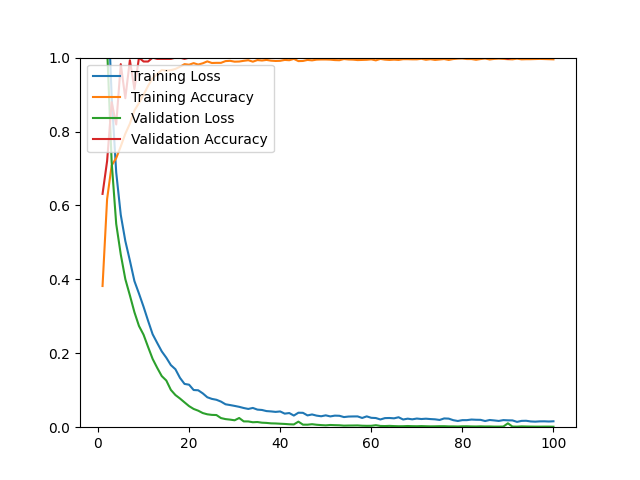 1.0
0.8
0.6
0.4
0.2
0.0
Training Loss
Training Accuracy
Validation Loss
Validation Accuracy
0 20 40 60 80 100